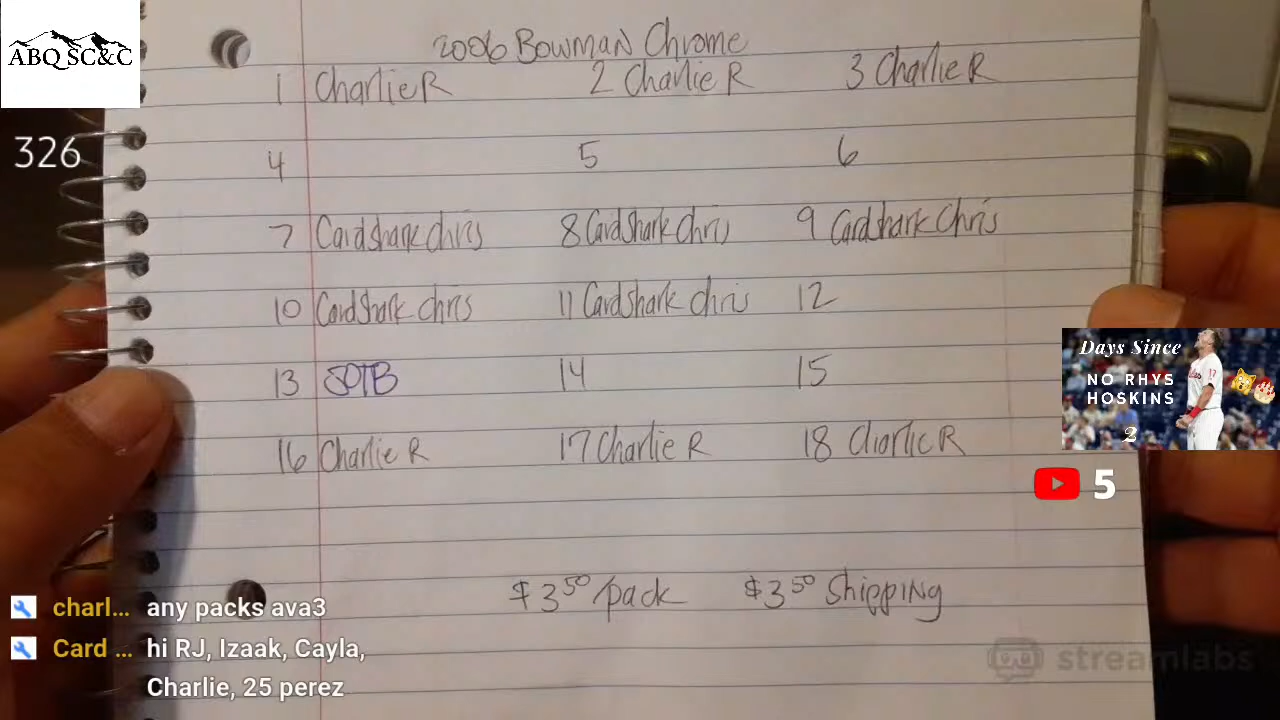 ABQ SC&C
2006 Bowman Chrome
1 Charlie R 2 Charlie R 3 Charlie R
326
4 5 6
7 Cardshark Chris 8 Cardshark Chris 9 Cardshark Chris
10 Cardshark Chris 11 Cardshark Chris 12
Days Since
NO RHYS
HOSKINS
2
13 SOTB 14 15
16 Charlie R 17 Charlie R 18 Charlie R
5
$3.50/pack $3.50 Shipping
charl... any packs ava3
Card ... hi RJ, Izaak, Cayla,
Charlie, 25 perez
streamlabs